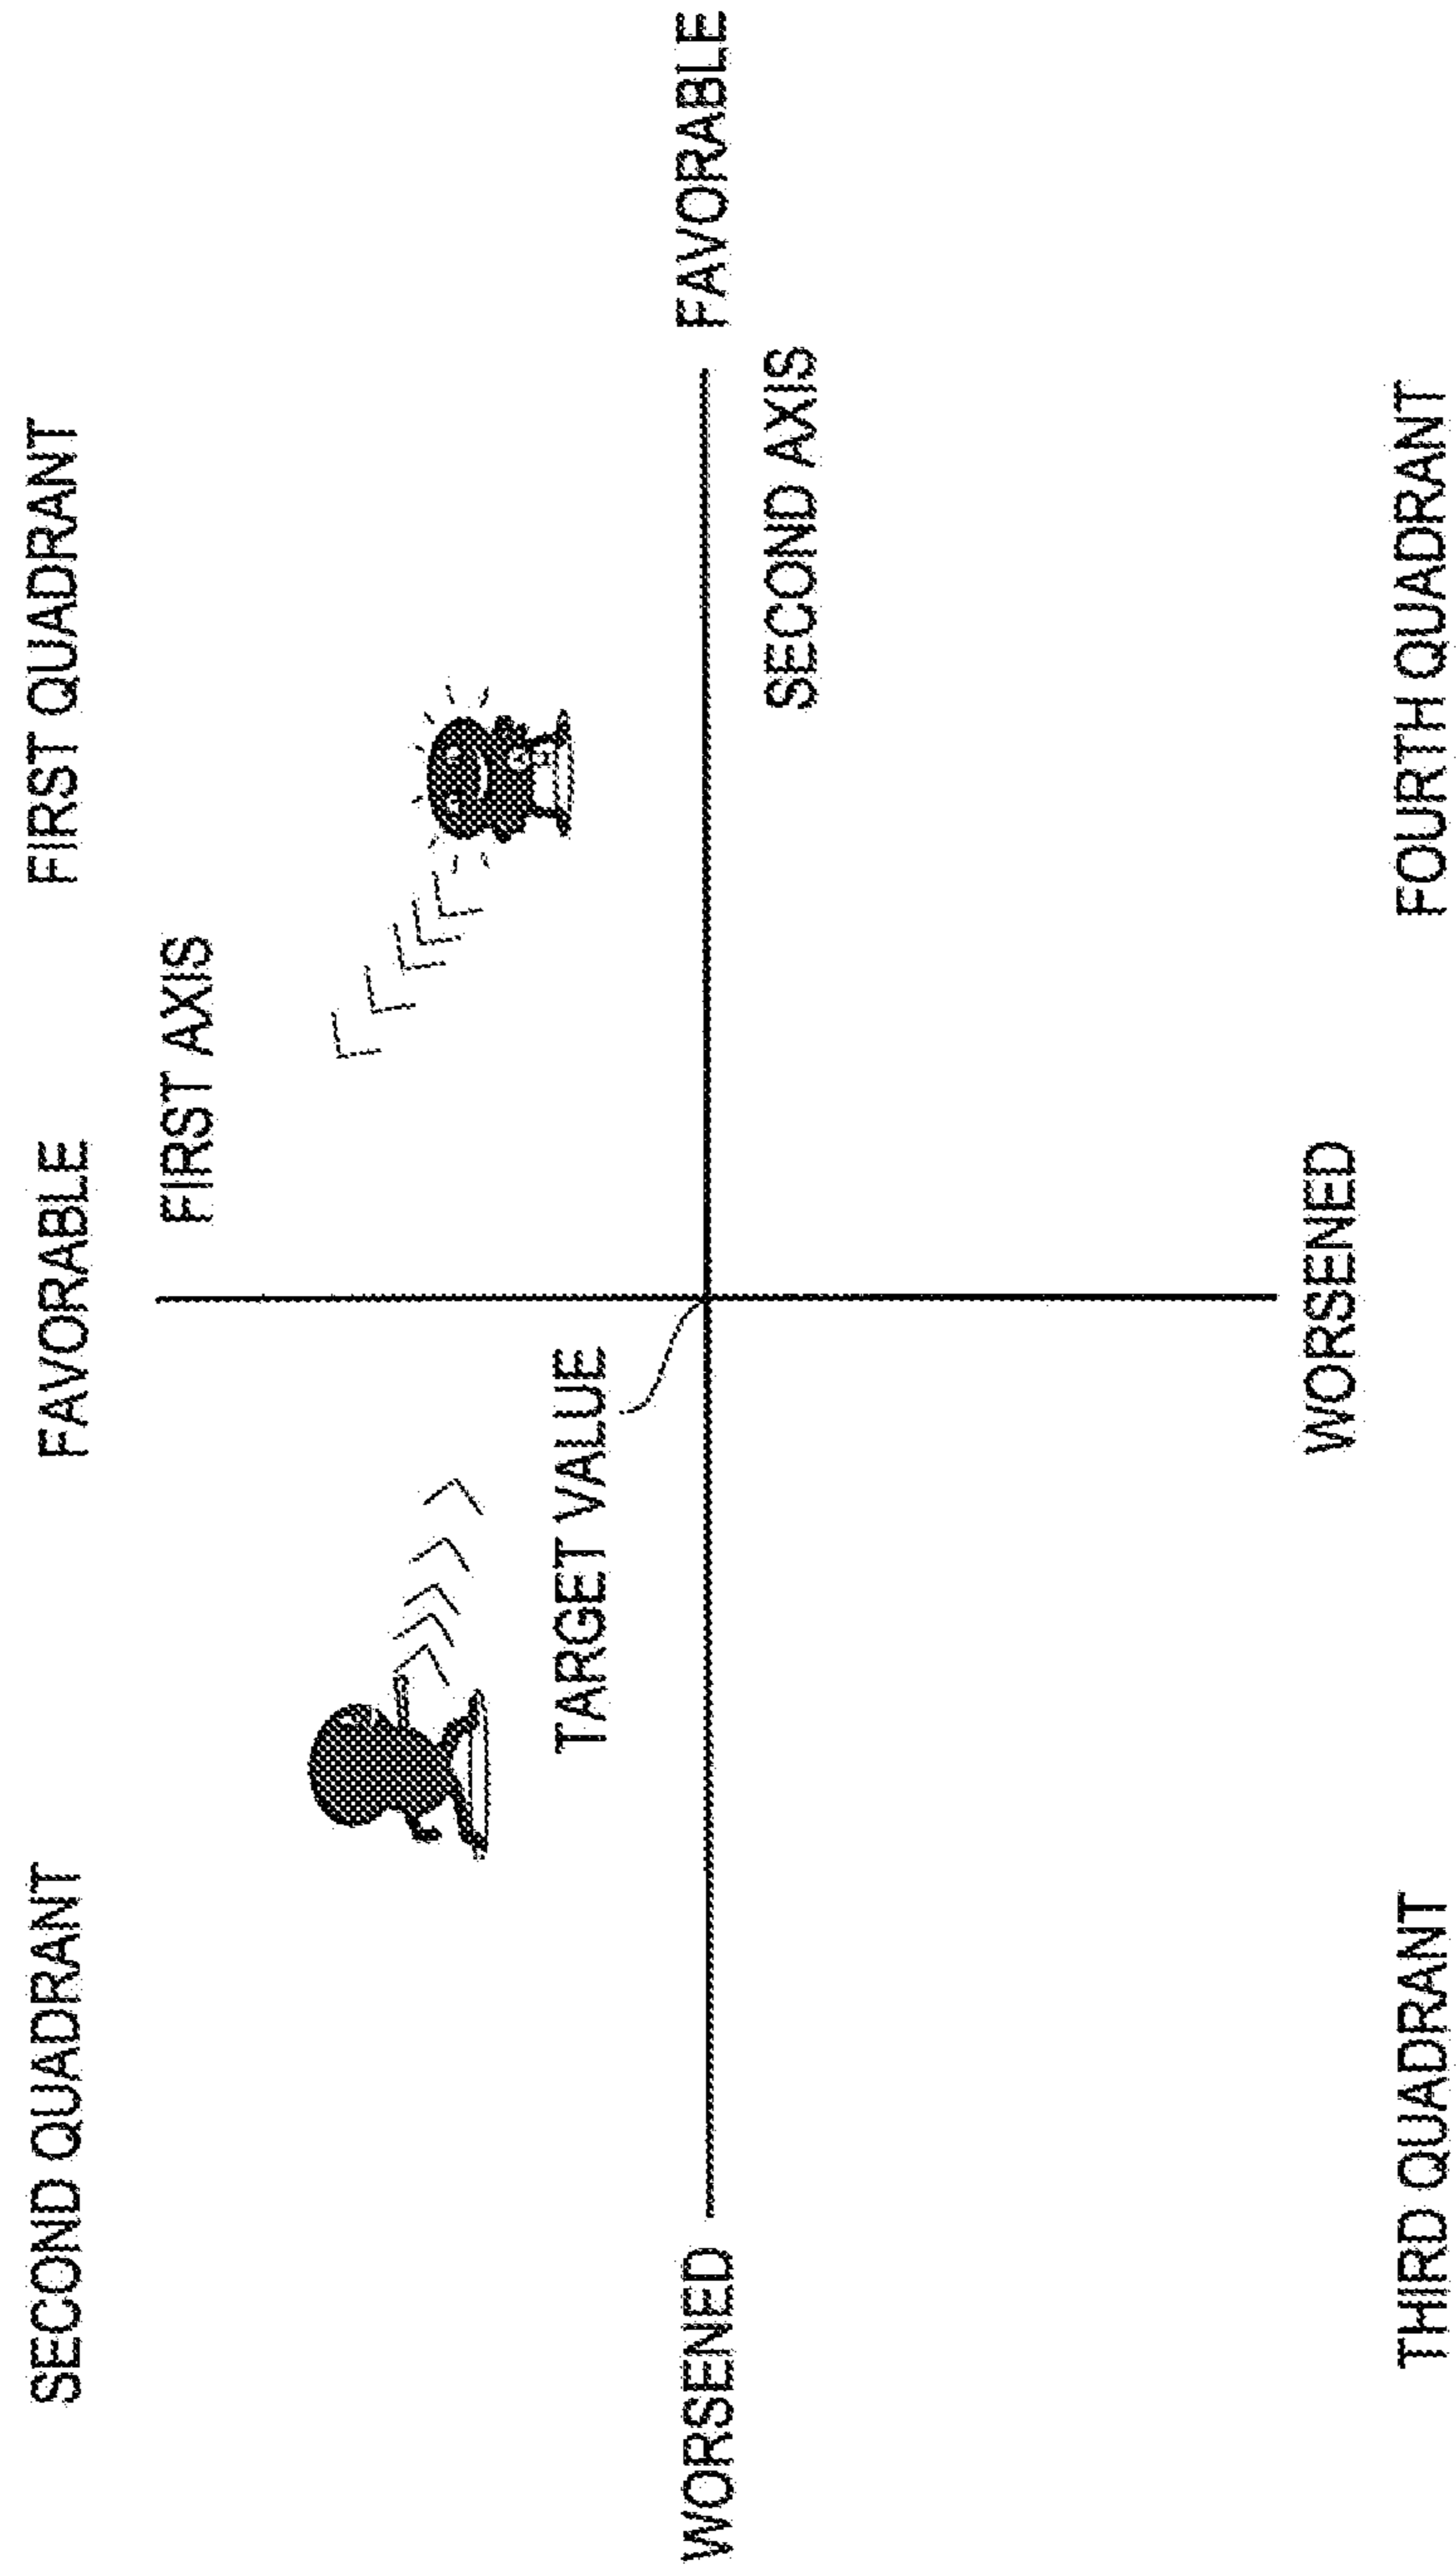 SECOND QUADRANT
FAVORABLE
FIRST QUADRANT
FIRST AXIS
TARGET VALUE
WORSENED
FAVORABLE
SECOND AXIS
WORSENED
THIRD QUADRANT
FOURTH QUADRANT